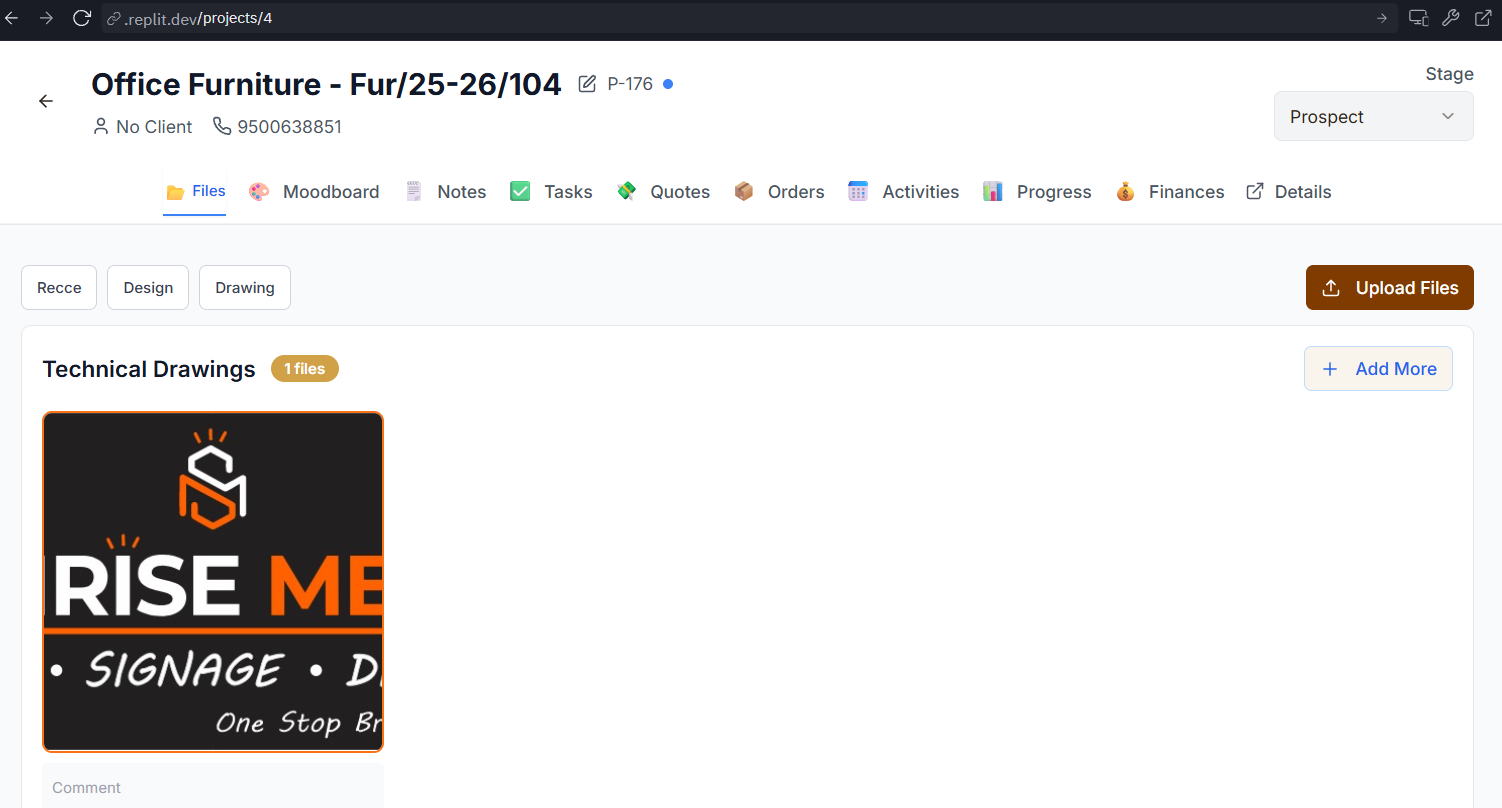 .replit.dev/projects/4
Office Furniture - Fur/25-26/104 P-176
Stage
No Client 9500638851
Prospect
Files Moodboard Notes Tasks Quotes Orders Activities Progress Finances Details
Recce Design Drawing Upload Files
Technical Drawings 1 files Add More
RISE ME
• SIGNAGE • D
One Stop Br
Comment